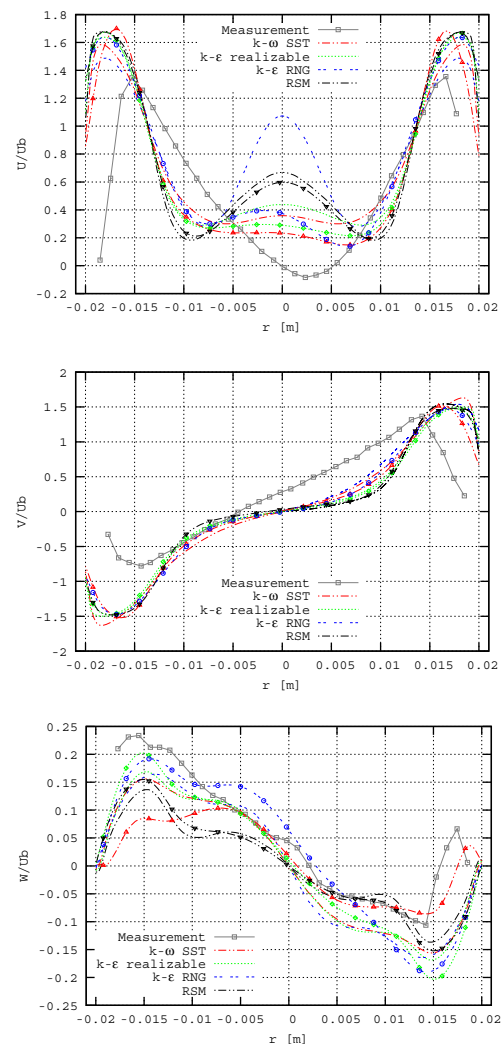 1.8
1.6
1.4
1.2
1
0.8
0.6
0.4
0.2
0
-0.2
U/Ub
Measurement
k-ω SST
k-ε realizable
k-ε RNG
RSM
-0.02 -0.015 -0.01 -0.005 0 0.005 0.01 0.015 0.02
r [m]
2
1.5
1
0.5
0
-0.5
-1
-1.5
-2
V/Ub
Measurement
k-ω SST
k-ε realizable
k-ε RNG
RSM
-0.02 -0.015 -0.01 -0.005 0 0.005 0.01 0.015 0.02
r [m]
0.25
0.2
0.15
0.1
0.05
0
-0.05
-0.1
-0.15
-0.2
-0.25
W/Ub
Measurement
k-ω SST
k-ε realizable
k-ε RNG
RSM
-0.02 -0.015 -0.01 -0.005 0 0.005 0.01 0.015 0.02
r [m]